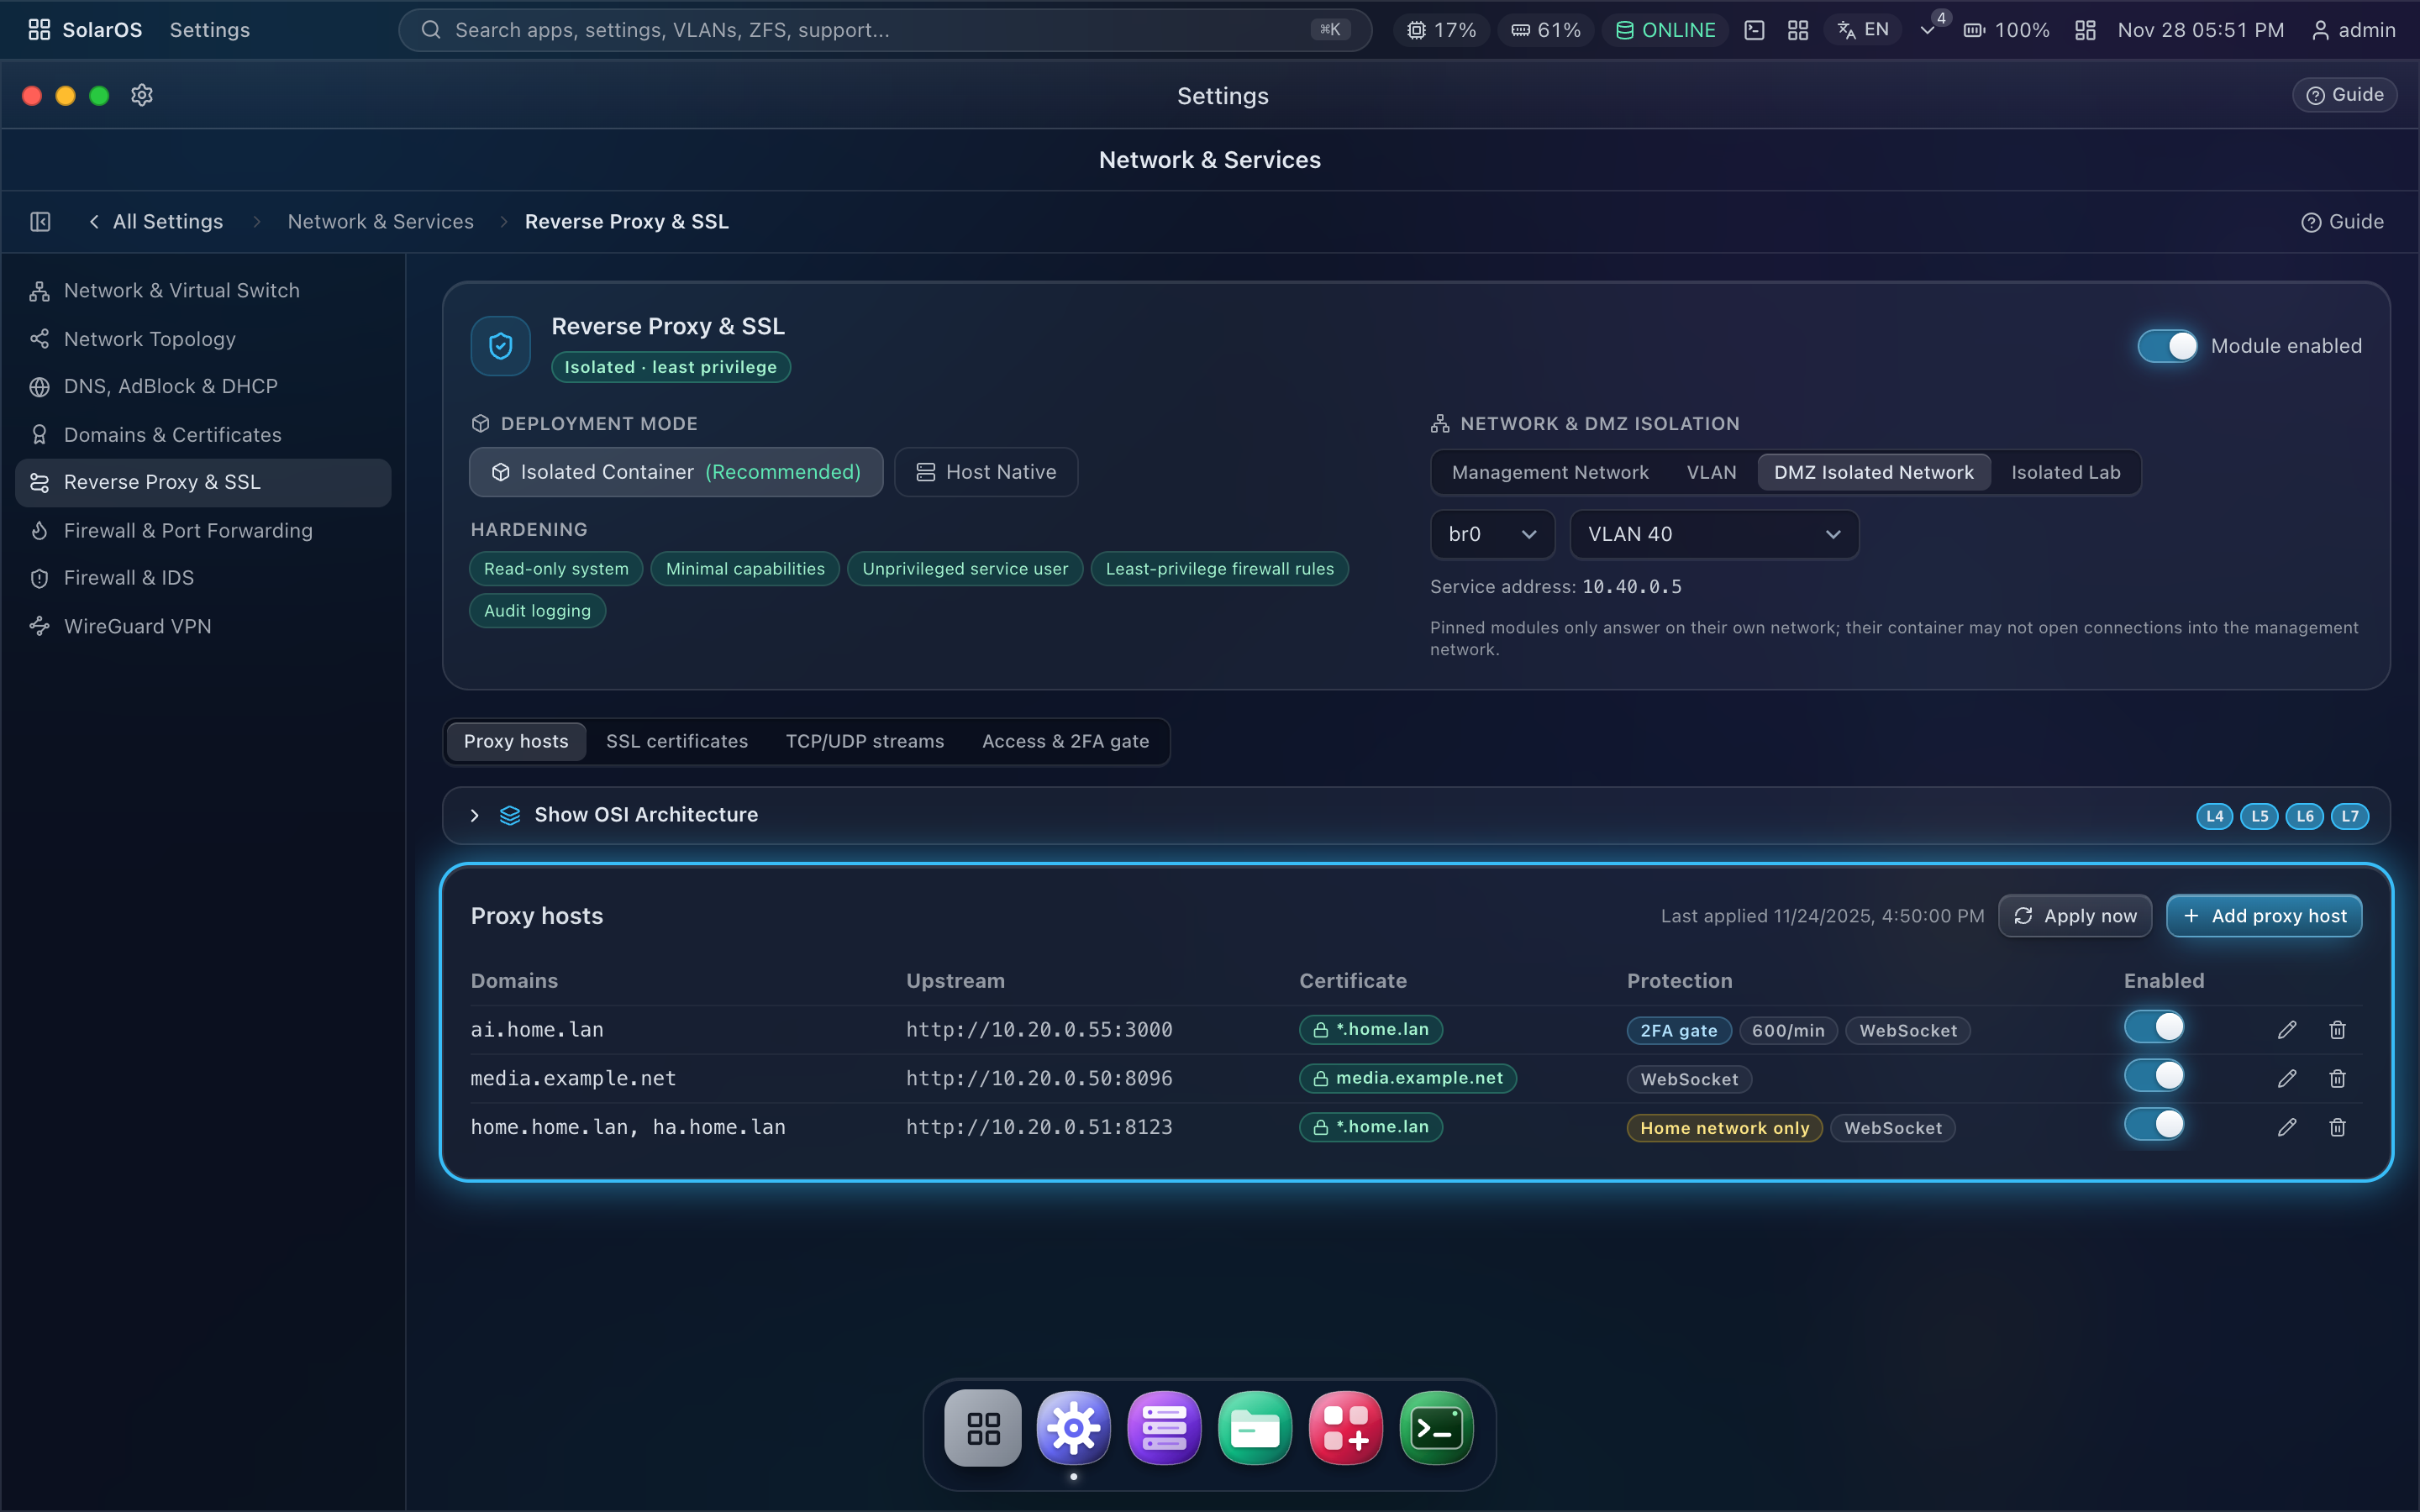 SolarOS Settings Search apps, settings, VLANs, ZFS, support... ⌘K 17% 61% ONLINE EN 4 100% Nov 28 05:51 PM admin
Settings Guide
Network & Services
All Settings Network & Services Reverse Proxy & SSL Guide
Network & Virtual Switch
Network Topology
DNS, AdBlock & DHCP
Domains & Certificates
Reverse Proxy & SSL
Firewall & Port Forwarding
Firewall & IDS
WireGuard VPN
Reverse Proxy & SSL
Isolated · least privilege
Module enabled
DEPLOYMENT MODE
Isolated Container (Recommended) Host Native
HARDENING
Read-only system Minimal capabilities Unprivileged service user Least-privilege firewall rules
Audit logging
NETWORK & DMZ ISOLATION
Management Network VLAN DMZ Isolated Network Isolated Lab
br0 VLAN 40
Service address: 10.40.0.5
Pinned modules only answer on their own network; their container may not open connections into the management
network.
Proxy hosts SSL certificates TCP/UDP streams Access & 2FA gate
Show OSI Architecture L4 L5 L6 L7
Proxy hosts Last applied 11/24/2025, 4:50:00 PM Apply now Add proxy host
Domains Upstream Certificate Protection Enabled
ai.home.lan http://10.20.0.55:3000 *.home.lan 2FA gate 600/min WebSocket
media.example.net http://10.20.0.50:8096 media.example.net WebSocket
home.home.lan, ha.home.lan http://10.20.0.51:8123 *.home.lan Home network only WebSocket